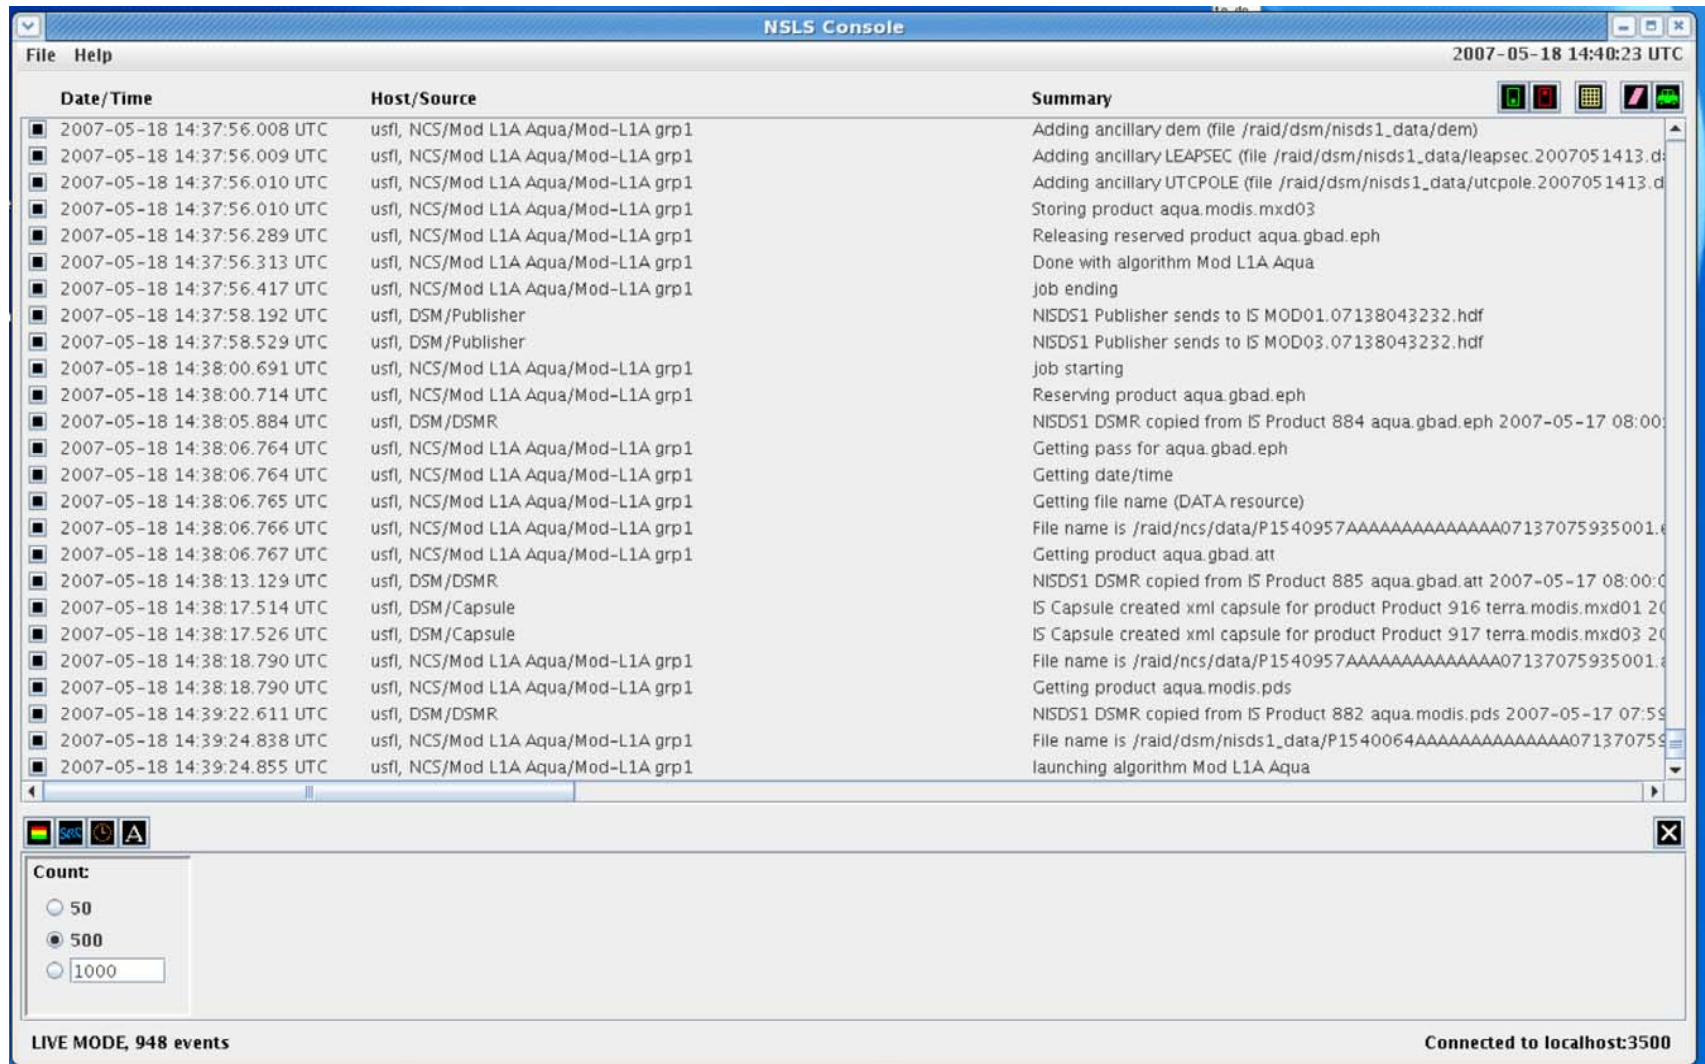 to do
NSLS Console
File Help 2007-05-18 14:40:23 UTC
Date/Time Host/Source Summary
2007-05-18 14:37:56.008 UTC usfl, NCS/Mod L1A Aqua/Mod-L1A grp1 Adding ancillary dem (file /raid/dsm/nisds1_data/dem)
2007-05-18 14:37:56.009 UTC usfl, NCS/Mod L1A Aqua/Mod-L1A grp1 Adding ancillary LEAPSEC (file /raid/dsm/nisds1_data/leapsec.2007051413.d
2007-05-18 14:37:56.010 UTC usfl, NCS/Mod L1A Aqua/Mod-L1A grp1 Adding ancillary UTCPOLE (file /raid/dsm/nisds1_data/utcpole.2007051413.d
2007-05-18 14:37:56.010 UTC usfl, NCS/Mod L1A Aqua/Mod-L1A grp1 Storing product aqua.modis.mxd03
2007-05-18 14:37:56.289 UTC usfl, NCS/Mod L1A Aqua/Mod-L1A grp1 Releasing reserved product aqua.gbad.eph
2007-05-18 14:37:56.313 UTC usfl, NCS/Mod L1A Aqua/Mod-L1A grp1 Done with algorithm Mod L1A Aqua
2007-05-18 14:37:56.417 UTC usfl, NCS/Mod L1A Aqua/Mod-L1A grp1 job ending
2007-05-18 14:37:58.192 UTC usfl, DSM/Publisher NISDS1 Publisher sends to IS MOD01.07138043232.hdf
2007-05-18 14:37:58.529 UTC usfl, DSM/Publisher NISDS1 Publisher sends to IS MOD03.07138043232.hdf
2007-05-18 14:38:00.691 UTC usfl, NCS/Mod L1A Aqua/Mod-L1A grp1 job starting
2007-05-18 14:38:00.714 UTC usfl, NCS/Mod L1A Aqua/Mod-L1A grp1 Reserving product aqua.gbad.eph
2007-05-18 14:38:05.884 UTC usfl, DSM/DSMR NISDS1 DSMR copied from IS Product 884 aqua.gbad.eph 2007-05-17 08:00:
2007-05-18 14:38:06.764 UTC usfl, NCS/Mod L1A Aqua/Mod-L1A grp1 Getting pass for aqua.gbad.eph
2007-05-18 14:38:06.764 UTC usfl, NCS/Mod L1A Aqua/Mod-L1A grp1 Getting date/time
2007-05-18 14:38:06.765 UTC usfl, NCS/Mod L1A Aqua/Mod-L1A grp1 Getting file name (DATA resource)
2007-05-18 14:38:06.766 UTC usfl, NCS/Mod L1A Aqua/Mod-L1A grp1 File name is /raid/ncs/data/P1540957AAAAAAAAAAAAAA07137075935001.e
2007-05-18 14:38:06.767 UTC usfl, NCS/Mod L1A Aqua/Mod-L1A grp1 Getting product aqua.gbad.att
2007-05-18 14:38:13.129 UTC usfl, DSM/DSMR NISDS1 DSMR copied from IS Product 885 aqua.gbad.att 2007-05-17 08:00:0
2007-05-18 14:38:17.514 UTC usfl, DSM/Capsule IS Capsule created xml capsule for product Product 916 terra.modis.mxd01 20
2007-05-18 14:38:17.526 UTC usfl, DSM/Capsule IS Capsule created xml capsule for product Product 917 terra.modis.mxd03 20
2007-05-18 14:38:18.790 UTC usfl, NCS/Mod L1A Aqua/Mod-L1A grp1 File name is /raid/ncs/data/P1540957AAAAAAAAAAAAAA07137075935001.a
2007-05-18 14:38:18.790 UTC usfl, NCS/Mod L1A Aqua/Mod-L1A grp1 Getting product aqua.modis.pds
2007-05-18 14:39:22.611 UTC usfl, DSM/DSMR NISDS1 DSMR copied from IS Product 882 aqua.modis.pds 2007-05-17 07:59
2007-05-18 14:39:24.838 UTC usfl, NCS/Mod L1A Aqua/Mod-L1A grp1 File name is /raid/dsm/nisds1_data/P1540064AAAAAAAAAAAAAA071370759
2007-05-18 14:39:24.855 UTC usfl, NCS/Mod L1A Aqua/Mod-L1A grp1 launching algorithm Mod L1A Aqua
A
Count:
50
500
1000
LIVE MODE, 948 events Connected to localhost:3500